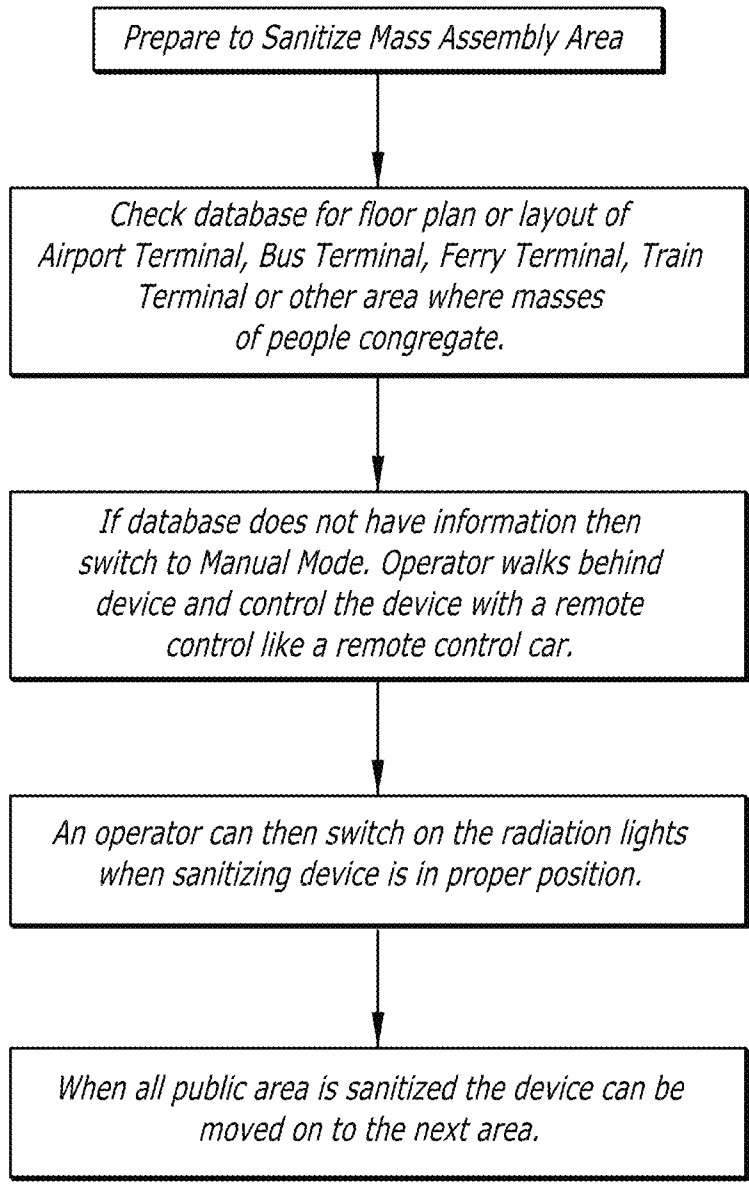 Prepare to Sanitize Mass Assembly Area
Check database for floor plan or layout of
Airport Terminal, Bus Terminal, Ferry Terminal, Train
Terminal or other area where masses
of people congregate.
If database does not have information then
switch to Manual Mode. Operator walks behind
device and control the device with a remote
control like a remote control car.
An operator can then switch on the radiation lights
when sanitizing device is in proper position.
When all public area is sanitized the device can be
moved on to the next area.